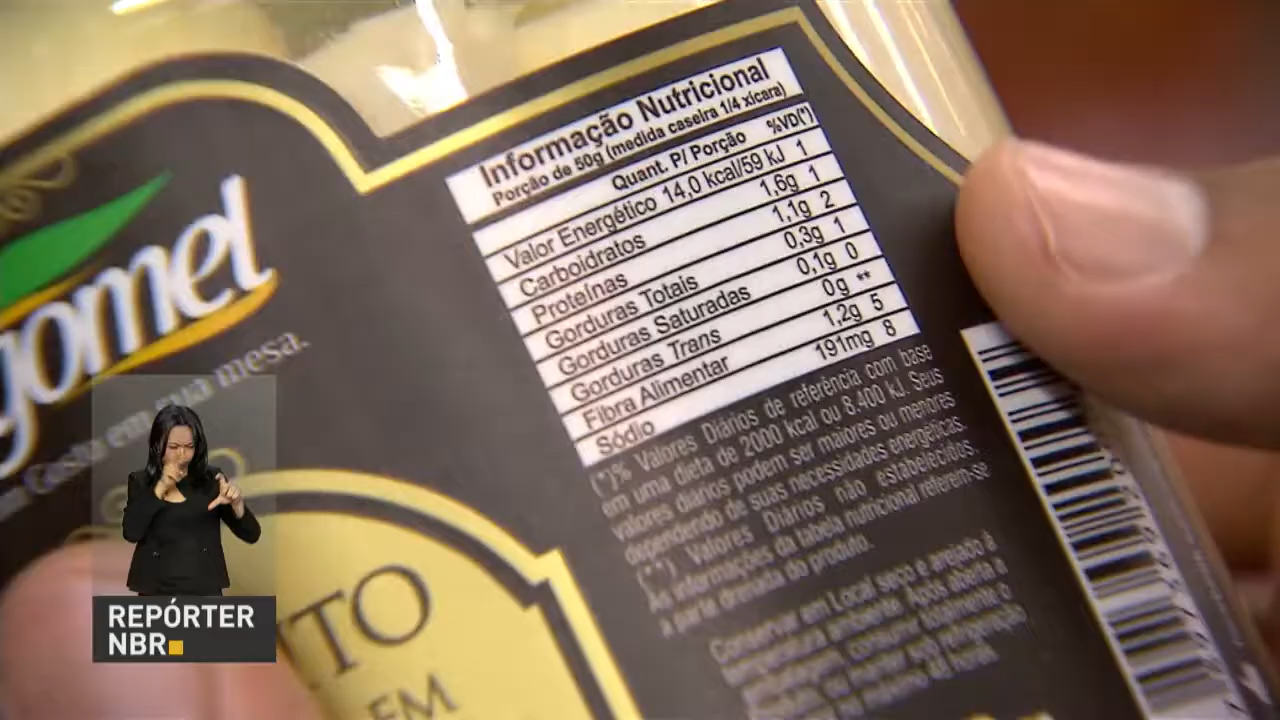 Informação Nutricional
Porção de 50g (medida caseira 1/4 xícara)
Quant. P/ Porção %VD(*)
Valor Energético 14,0 kcal/59 kJ 1
Carboidratos 1,6g 1
Proteínas 1,1g 2
Gorduras Totais 0,3g 1
Gorduras Saturadas 0,1g 0
Gorduras Trans 0g **
Fibra Alimentar 1,2g 5
Sódio 191mg 8
(*)% Valores Diários de referência com base
em uma dieta de 2000 kcal ou 8.400 kJ. Seus
valores diários podem ser maiores ou menores
dependendo de suas necessidades energéticas.
(**). Valores Diários não estabelecidos.
As informações da tabela nutricional referem-se
a parte drenada do produto.
Conservar em Local seco e arejado à
temperatura ambiente. Após aberta a
embalagem, consumir
gomel
em sua mesa.
NTO
EM
REPÓRTER
NBR